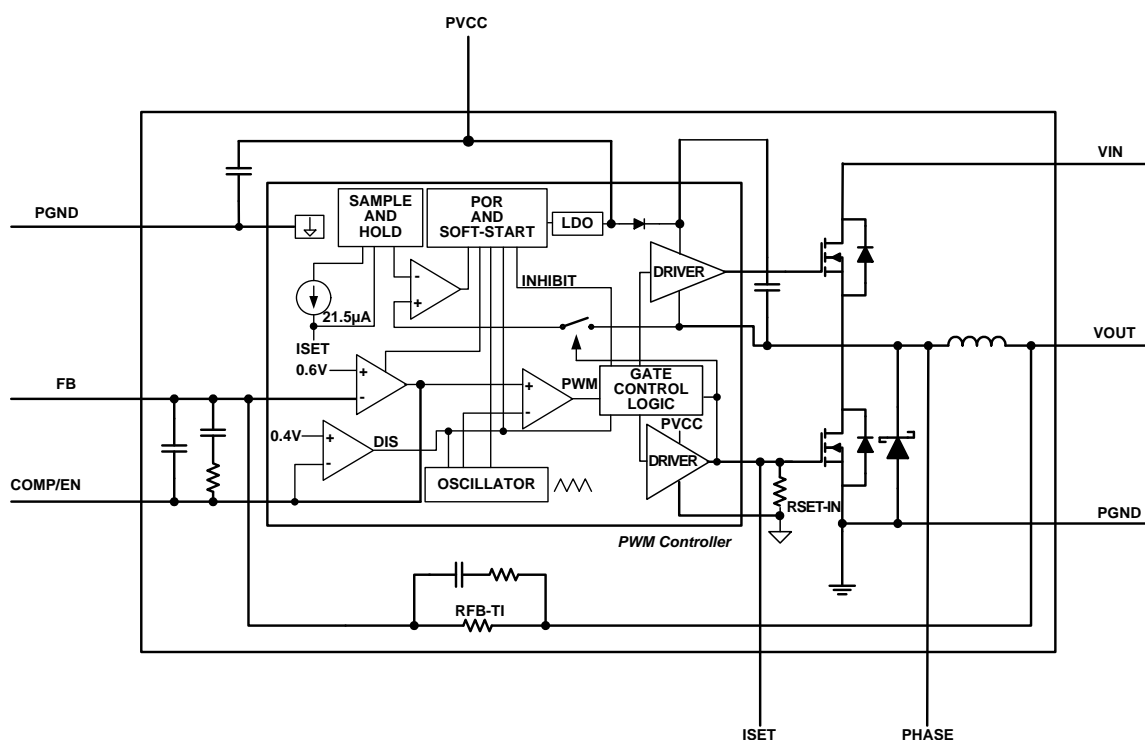 PVCC
VIN
PGND
SAMPLE
AND
HOLD
POR
AND
SOFT-START
LDO
DRIVER
INHIBIT
21.5µA
ISET
VOUT
0.6V
FB
PWM
GATE
CONTROL
LOGIC
PVCC
0.4V
DIS
DRIVER
COMP/EN
OSCILLATOR
RSET-IN
PGND
PWM Controller
RFB-TI
ISET
PHASE